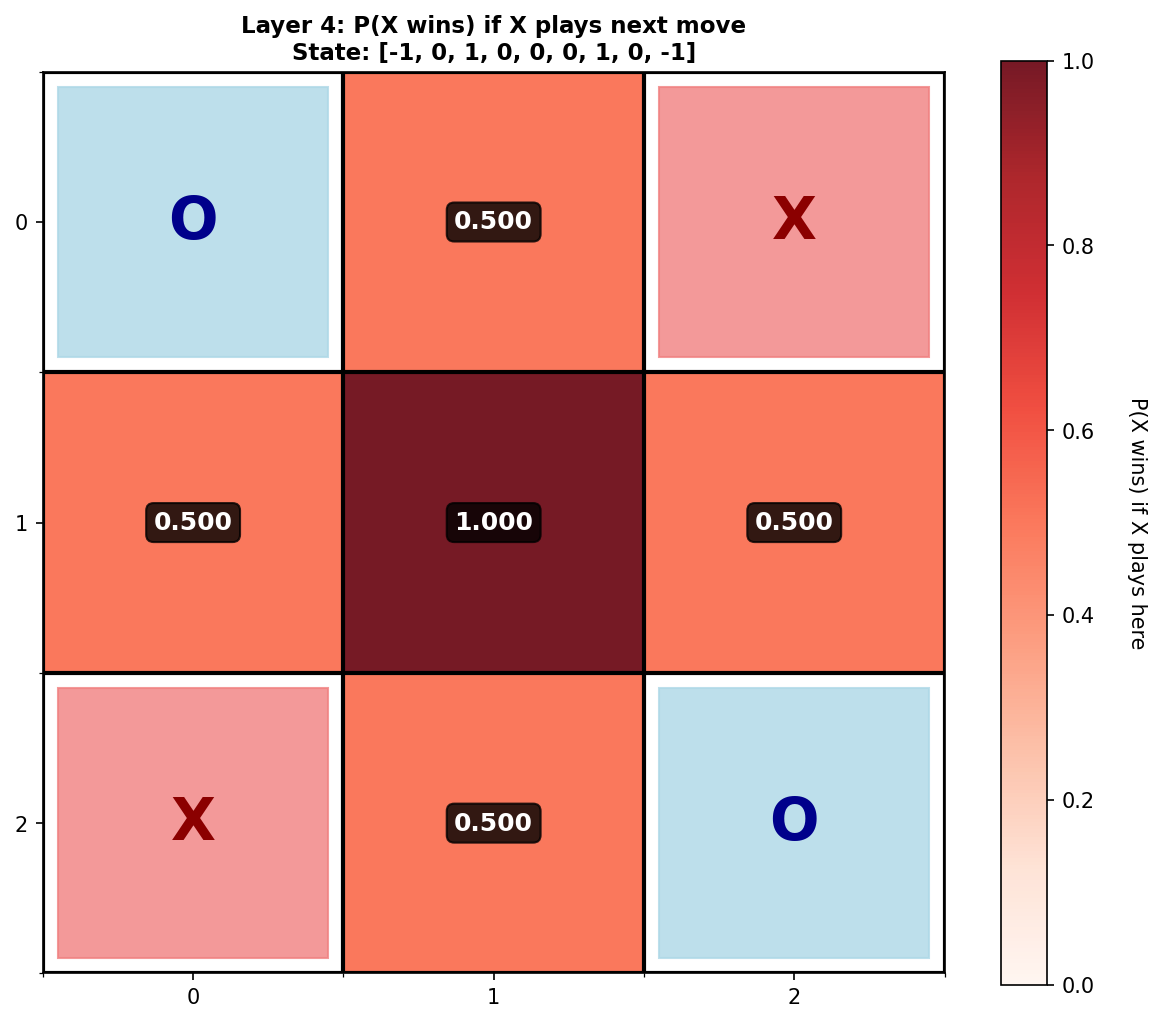 Layer 4: P(X wins) if X plays next move
State: [-1, 0, 1, 0, 0, 0, 1, 0, -1]
O
0.500
X
0.500
1.000
0.500
X
0.500
O
0
1
2
0
1
2
1.0
0.8
0.6
0.4
0.2
0.0
P(X wins) if X plays here